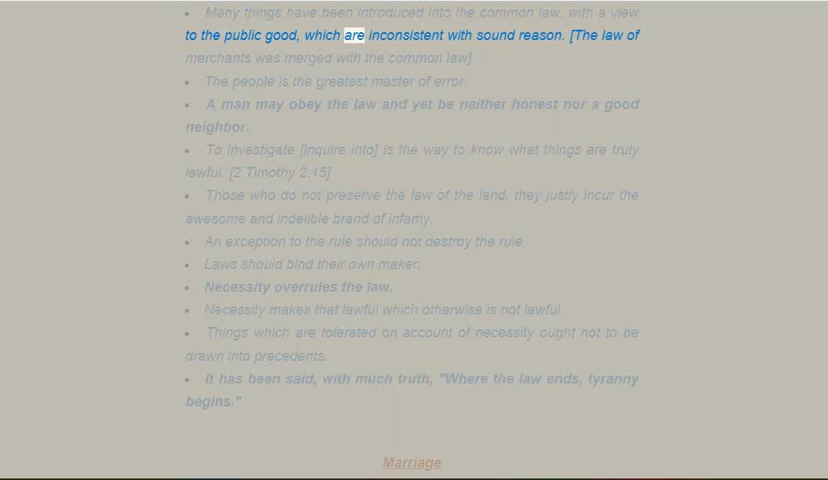 • Many things have been introduced into the common law, with a view
to the public good, which are inconsistent with sound reason. [The law of
merchants was merged with the common law]
• The people is the greatest master of error.
• A man may obey the law and yet be neither honest nor a good
neighbor.
• To investigate [inquire into] is the way to know what things are truly
lawful. [2 Timothy 2:15]
• Those who do not preserve the law of the land, they justly incur the
awesome and indelible brand of infamy.
• An exception to the rule should not destroy the rule.
• Laws should bind their own maker.
• Necessity overrules the law.
• Necessity makes that lawful which otherwise is not lawful.
• Things which are tolerated on account of necessity ought not to be
drawn into precedents.
• It has been said, with much truth, "Where the law ends, tyranny
begins."
Marriage